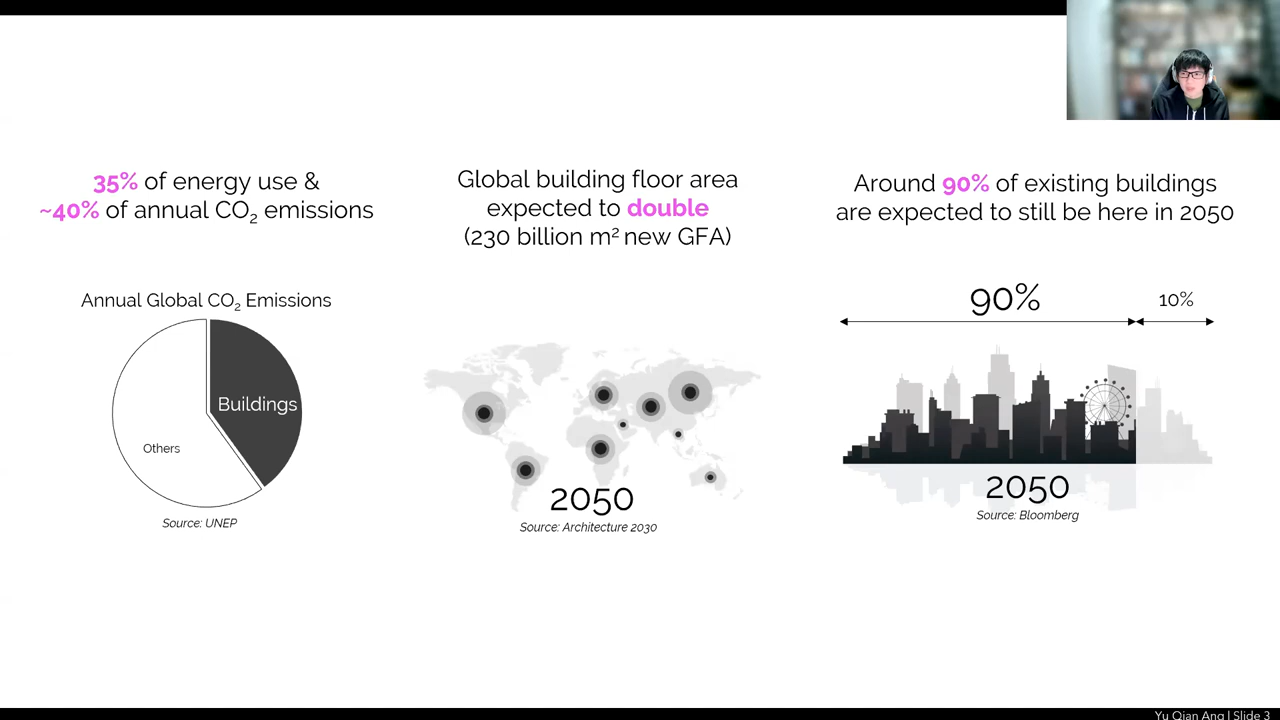 35% of energy use &
~40% of annual CO₂ emissions
Annual Global CO₂ Emissions
Buildings
Others
Source: UNEP
Global building floor area
expected to double
(230 billion m² new GFA)
2050
Source: Architecture 2030
Around 90% of existing buildings
are expected to still be here in 2050
90%
10%
2050
Source: Bloomberg
Yu Qian Ang | Slide 3